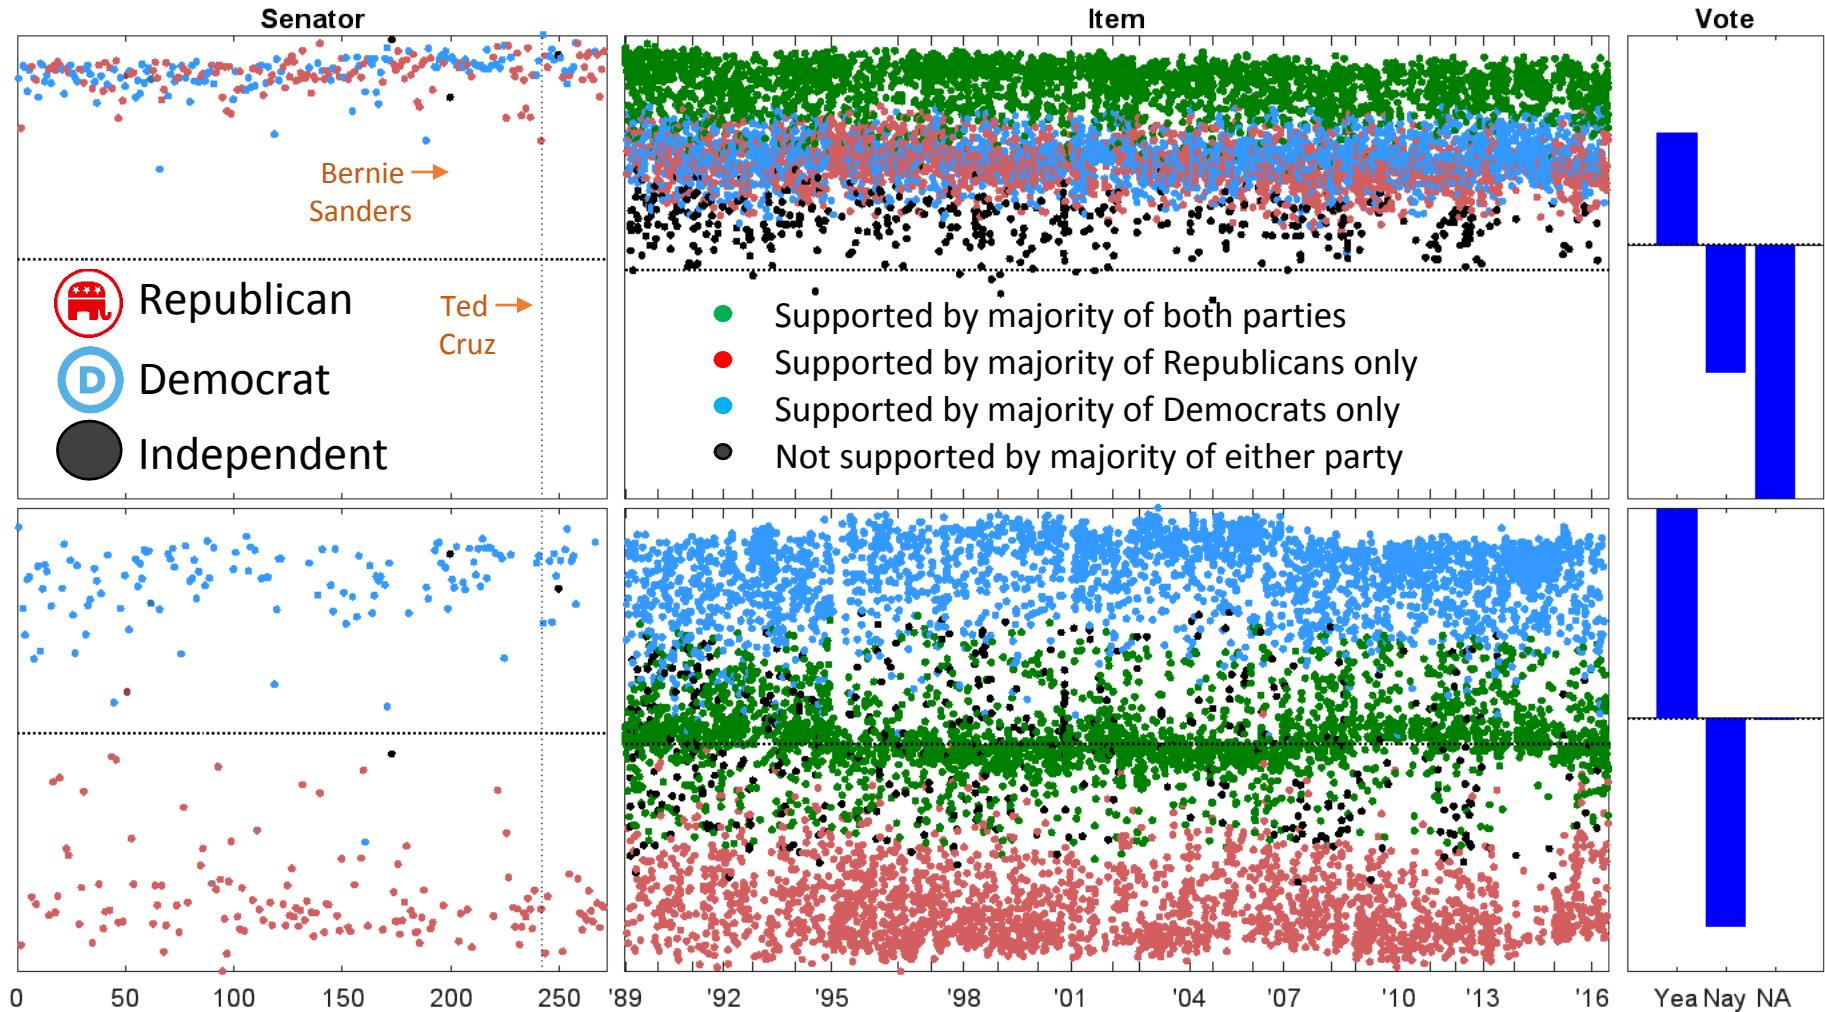 Senator
Item
Vote
Bernie
Sanders
Republican
Democrat
D
Independent
Ted
Cruz
Supported by majority of both parties
Supported by majority of Republicans only
Supported by majority of Democrats only
Not supported by majority of either party
0 50 100 150 200 250
'89 '92 '95 '98 '01 '04 '07 '10 '13 '16
Yea Nay NA